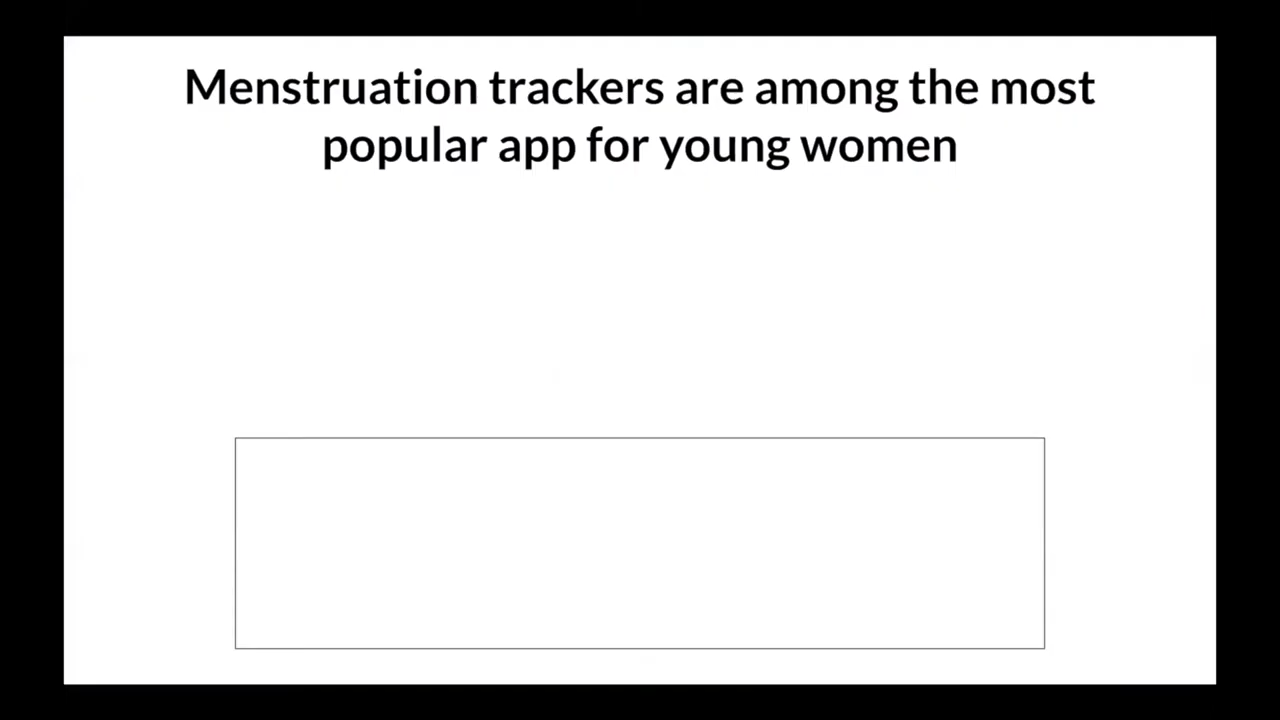 Menstruation trackers are among the most
popular app for young women